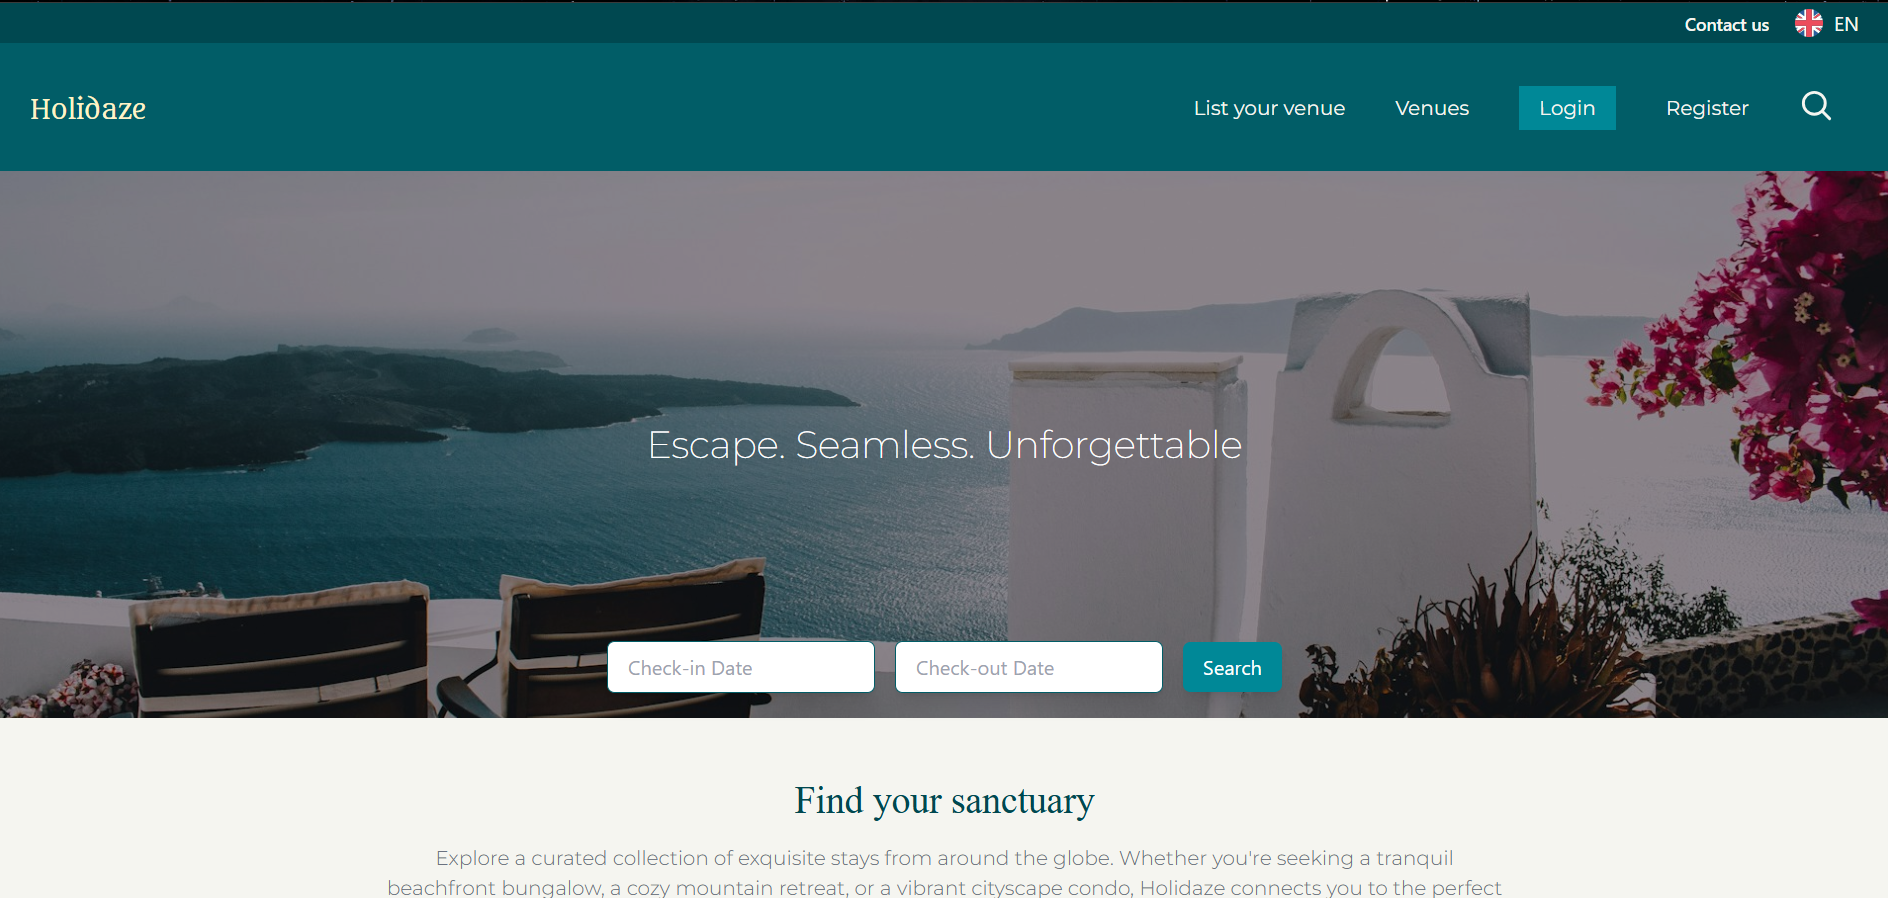 Contact us EN
Holidaze
List your venue Venues Login Register
Escape. Seamless. Unforgettable
Check-in Date Check-out Date Search
Find your sanctuary
Explore a curated collection of exquisite stays from around the globe. Whether you're seeking a tranquil
beachfront bungalow, a cozy mountain retreat, or a vibrant cityscape condo, Holidaze connects you to the perfect